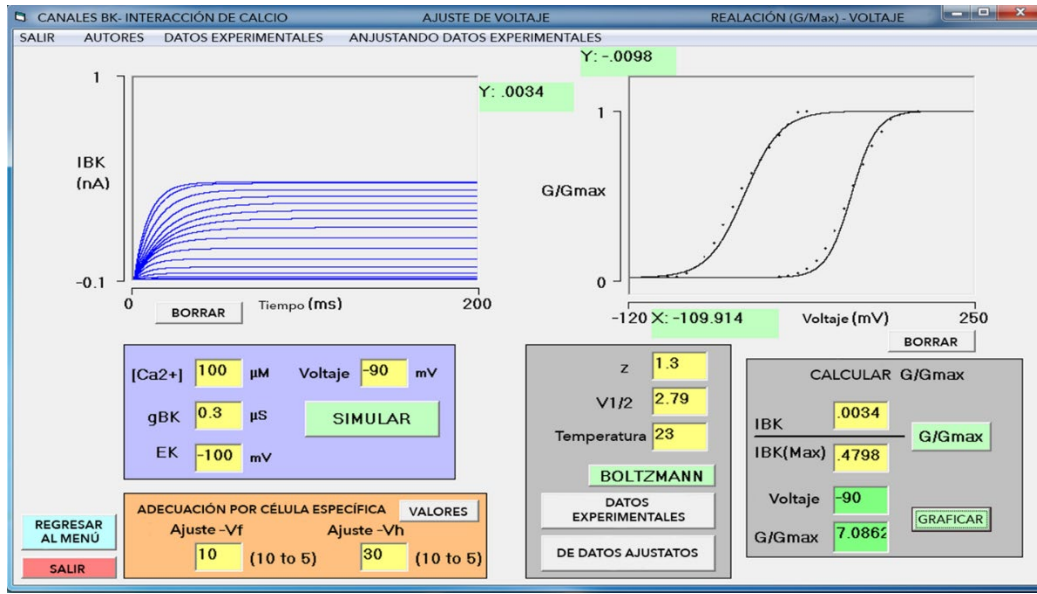 CANALES BK- INTERACCIÓN DE CALCIO AJUSTE DE VOLTAJE REALACIÓN (G/Max) - VOLTAJE
SALIR AUTORES DATOS EXPERIMENTALES ANJUSTANDO DATOS EXPERIMENTALES
Y: -.0098
1
Y: .0034
IBK
(nA)
-0.1
0
200
Tiempo (ms)
BORRAR
1
G/Gmax
0
-120
X: -109.914
Voltaje (mV)
250
BORRAR
[Ca2+] 100 µM Voltaje -90 mV
gBK 0.3 µS SIMULAR
EK -100 mV
z 1.3
V1/2 2.79
Temperatura 23
BOLTZMANN
DATOS
EXPERIMENTALES
DE DATOS AJUSTATOS
CALCULAR G/Gmax
IBK .0034
IBK(Max) .4798
G/Gmax
Voltaje -90
G/Gmax 7.0862
GRAFICAR
REGRESAR
AL MENÚ
SALIR
ADECUACIÓN POR CÉLULA ESPECÍFICA VALORES
Ajuste -Vf Ajuste -Vh
10 (10 to 5) 30 (10 to 5)